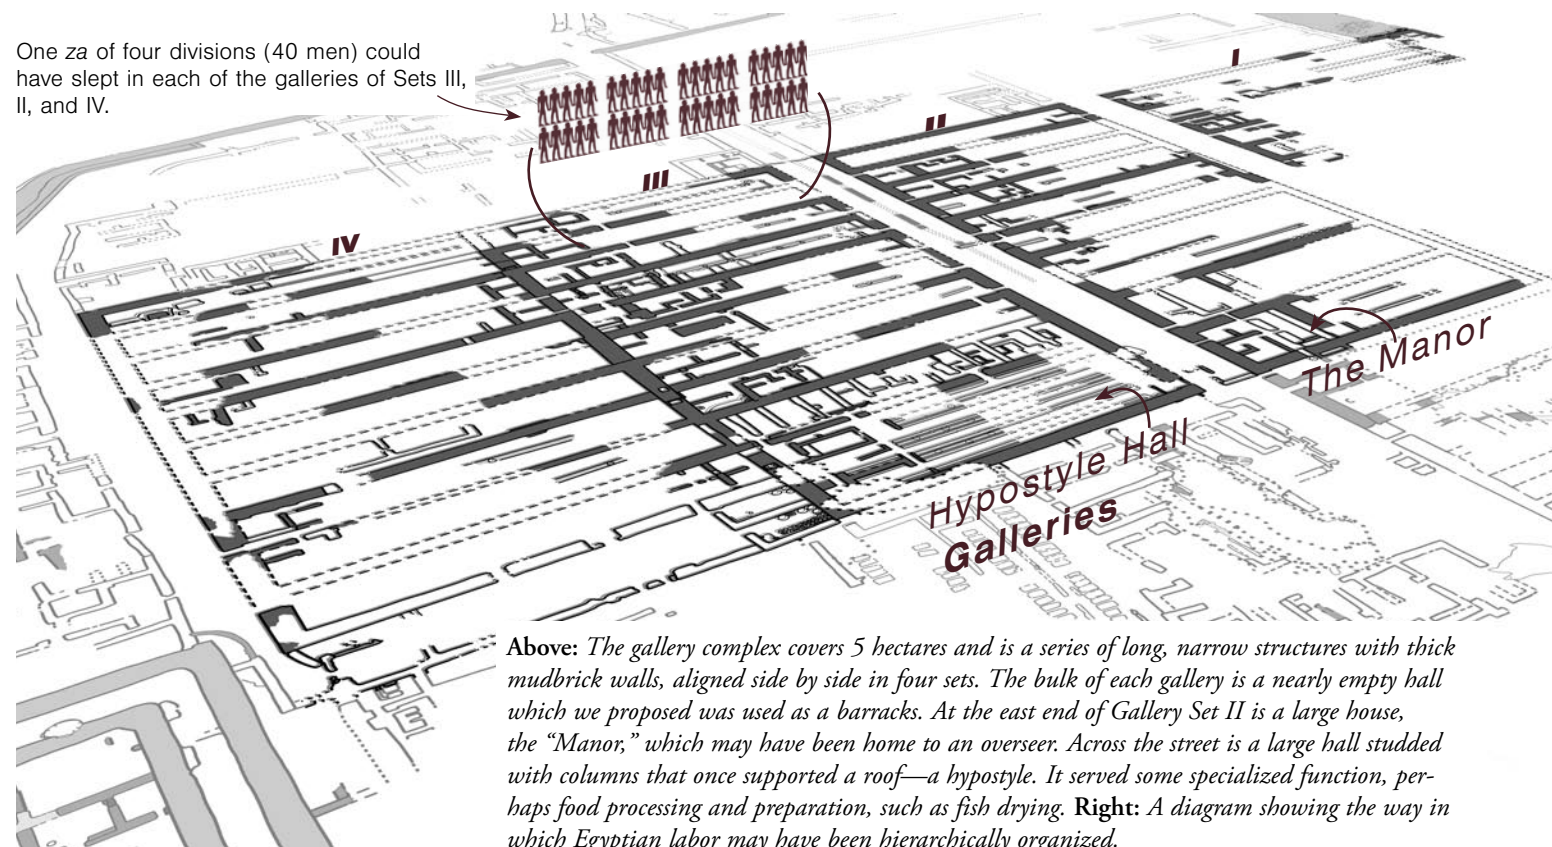 One za of four divisions (40 men) could
have slept in each of the galleries of Sets III,
II, and IV.
I
II
III
IV
The Manor
Hypostyle Hall
Galleries
Above: The gallery complex covers 5 hectares and is a series of long, narrow structures with thick
mudbrick walls, aligned side by side in four sets. The bulk of each gallery is a nearly empty hall
which we proposed was used as a barracks. At the east end of Gallery Set II is a large house,
the “Manor,” which may have been home to an overseer. Across the street is a large hall studded
with columns that once supported a roof—a hypostyle. It served some specialized function, per-
haps food processing and preparation, such as fish drying. Right: A diagram showing the way in
which Egyptian labor may have been hierarchically organized.